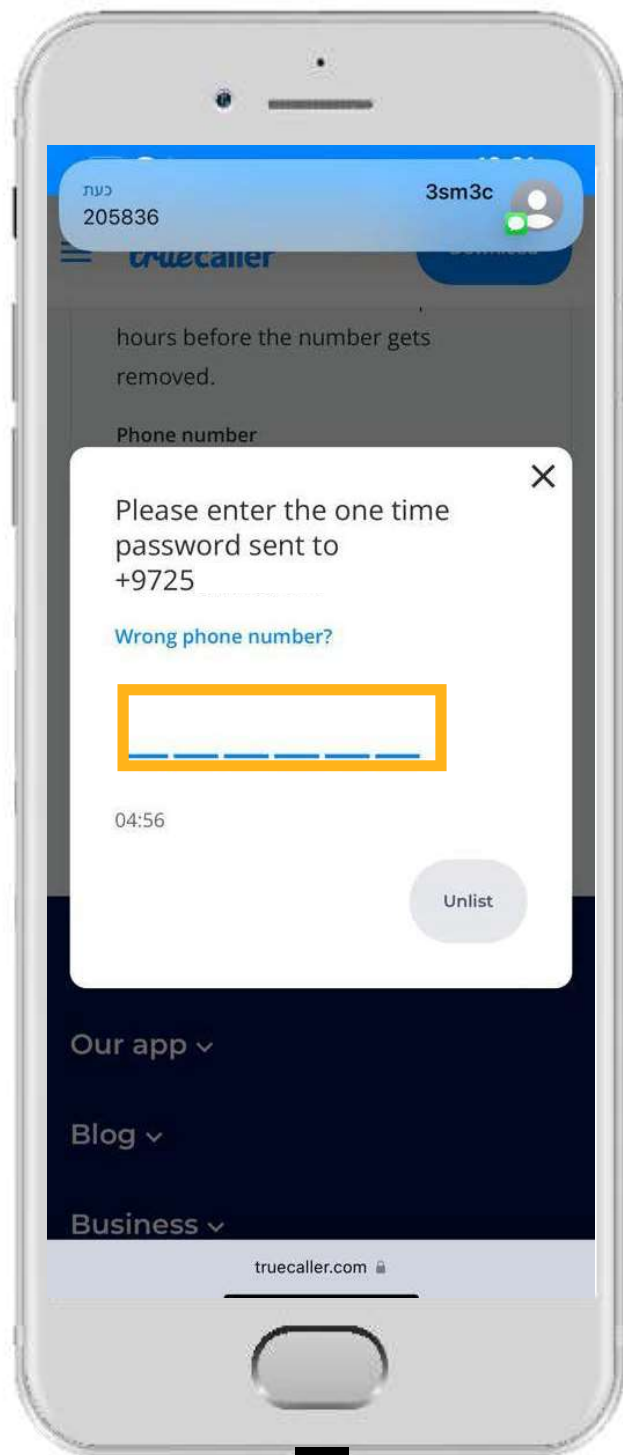 כעת
3sm3c
205836
truecaller
hours before the number gets
removed.
Phone number
Please enter the one time
password sent to
+9725
Wrong phone number?
04:56
Unlist
Our app
Blog
Business
truecaller.com